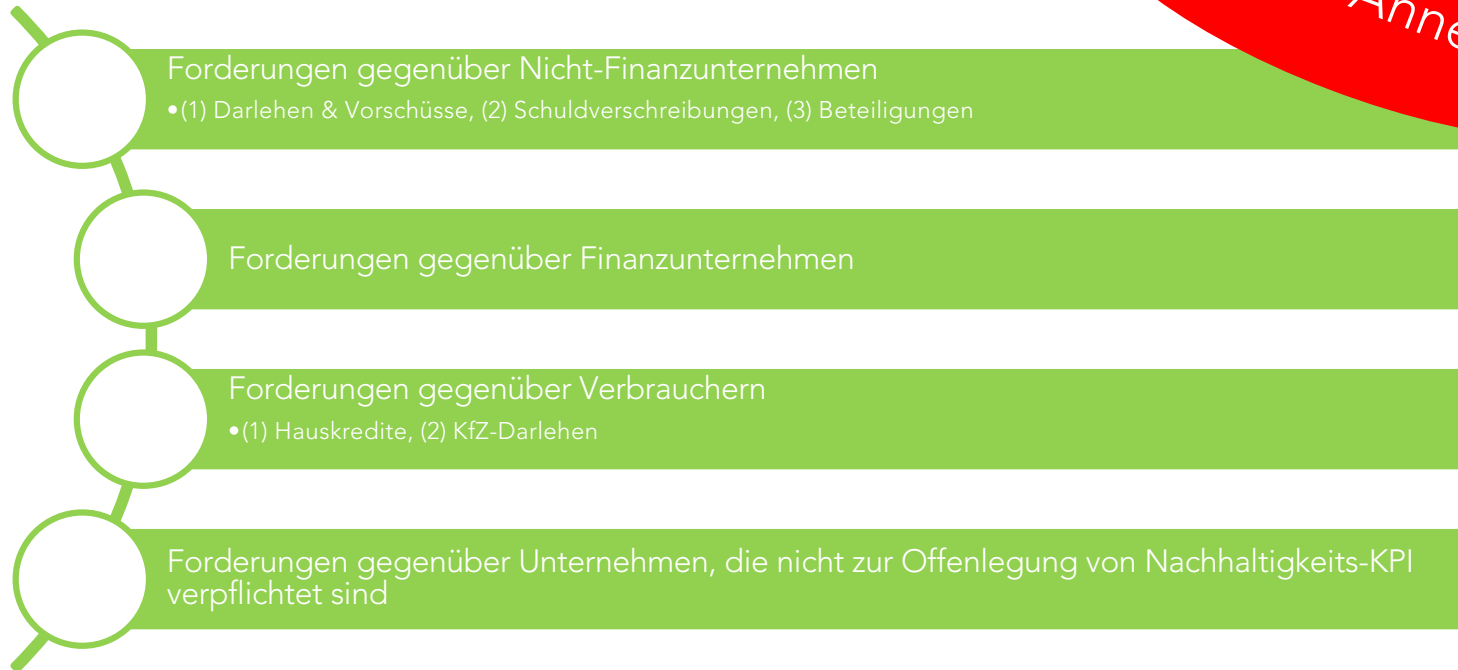 Forderungen gegenüber Nicht-Finanzunternehmen
•(1) Darlehen & Vorschüsse, (2) Schuldverschreibungen, (3) Beteiligungen
Forderungen gegenüber Finanzunternehmen
Forderungen gegenüber Verbrauchern
•(1) Hauskredite, (2) KfZ-Darlehen
Forderungen gegenüber Unternehmen, die nicht zur Offenlegung von Nachhaltigkeits-KPI
verpflichtet sind